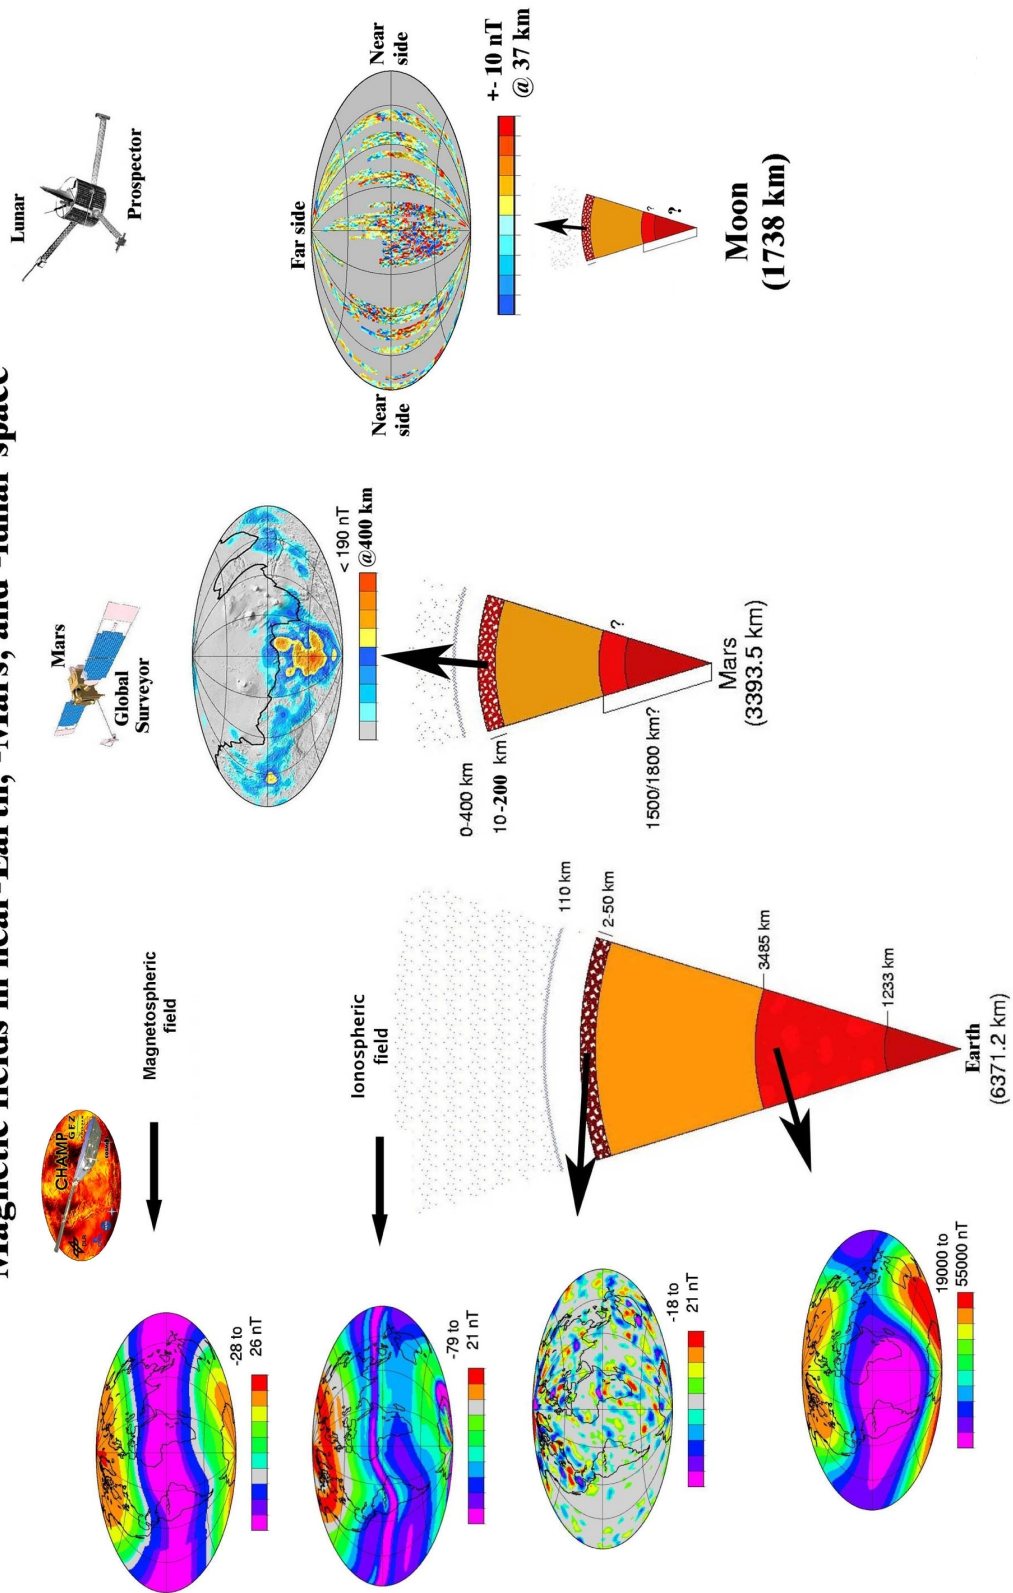 Magnetic fields in near-Earth, -Mars, and -lunar space
CHAMP
GFZ
DLR
Mars
Global
Surveyor
Lunar
Prospector
Magnetospheric
field
-28 to
26 nT
Ionospheric
field
-79 to
21 nT
-18 to
21 nT
19000 to
55000 nT
110 km
2-50 km
3485 km
1233 km
Earth
(6371.2 km)
< 190 nT
@400 km
0-400 km
10-200 km
?
1500/1800 km?
Mars
(3393.5 km)
Far side
Near
side
Near
side
+- 10 nT
@ 37 km
?
?
Moon
(1738 km)